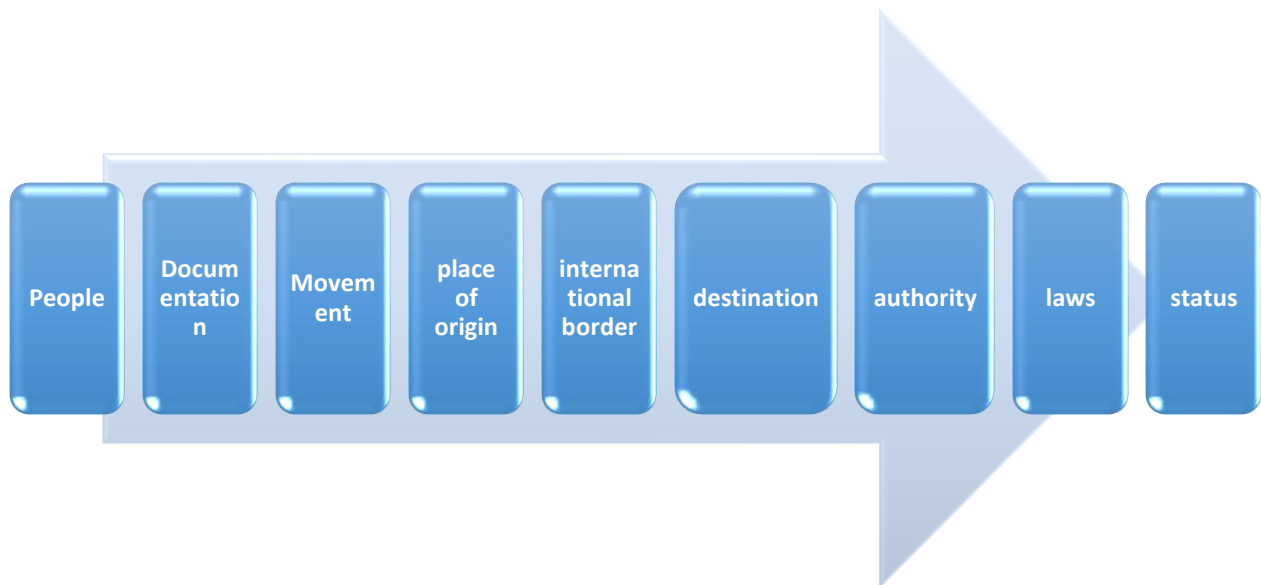 People
Docum
entatio
n
Movem
ent
place
of
origin
interna
tional
border
destination
authority
laws
status